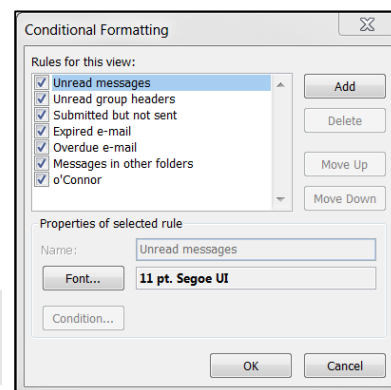 Conditional Formatting
Rules for this view:
Unread messages
Add
Unread group headers
Submitted but not sent
Delete
Expired e-mail
Overdue e-mail
Messages in other folders
Move Up
o'Connor
Move Down
Properties of selected rule
Name:
Unread messages
Font...
11 pt. Segoe UI
Condition...
OK
Cancel